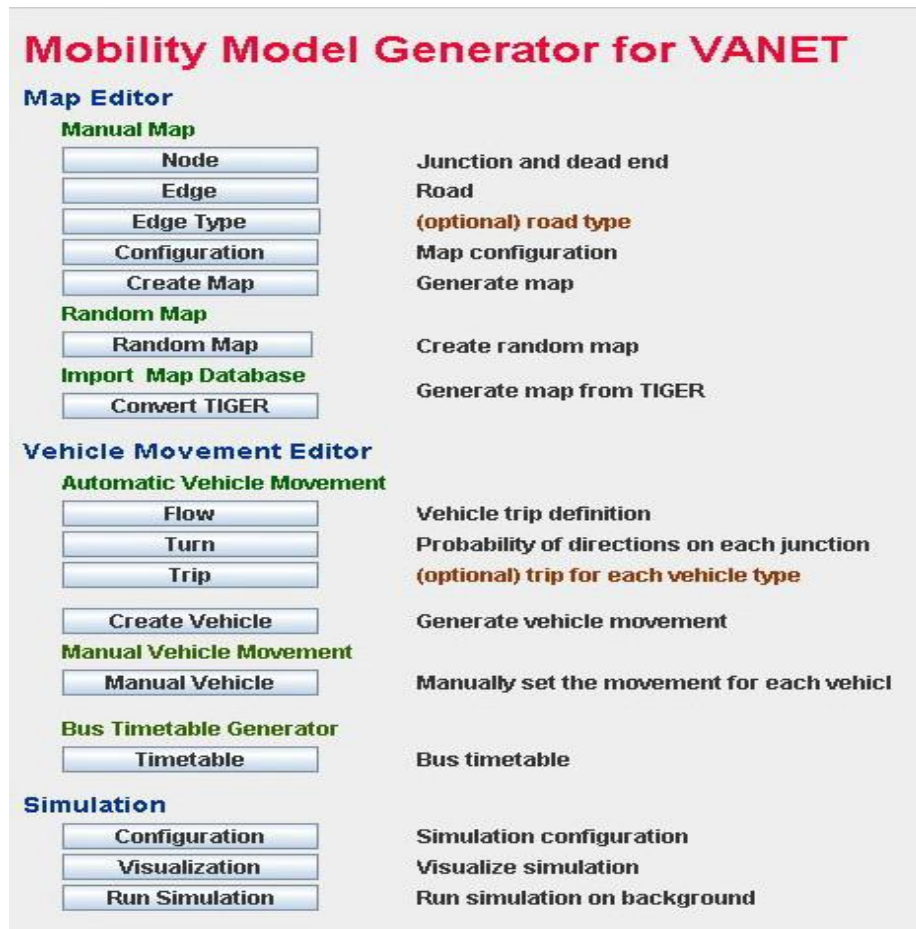 Mobility Model Generator for VANET
Map Editor
Manual Map
Node Junction and dead end
Edge Road
Edge Type (optional) road type
Configuration Map configuration
Create Map Generate map
Random Map
Random Map Create random map
Import Map Database
Convert TIGER Generate map from TIGER
Vehicle Movement Editor
Automatic Vehicle Movement
Flow Vehicle trip definition
Turn Probability of directions on each junction
Trip (optional) trip for each vehicle type
Create Vehicle Generate vehicle movement
Manual Vehicle Movement
Manual Vehicle Manually set the movement for each vehicl
Bus Timetable Generator
Timetable Bus timetable
Simulation
Configuration Simulation configuration
Visualization Visualize simulation
Run Simulation Run simulation on background